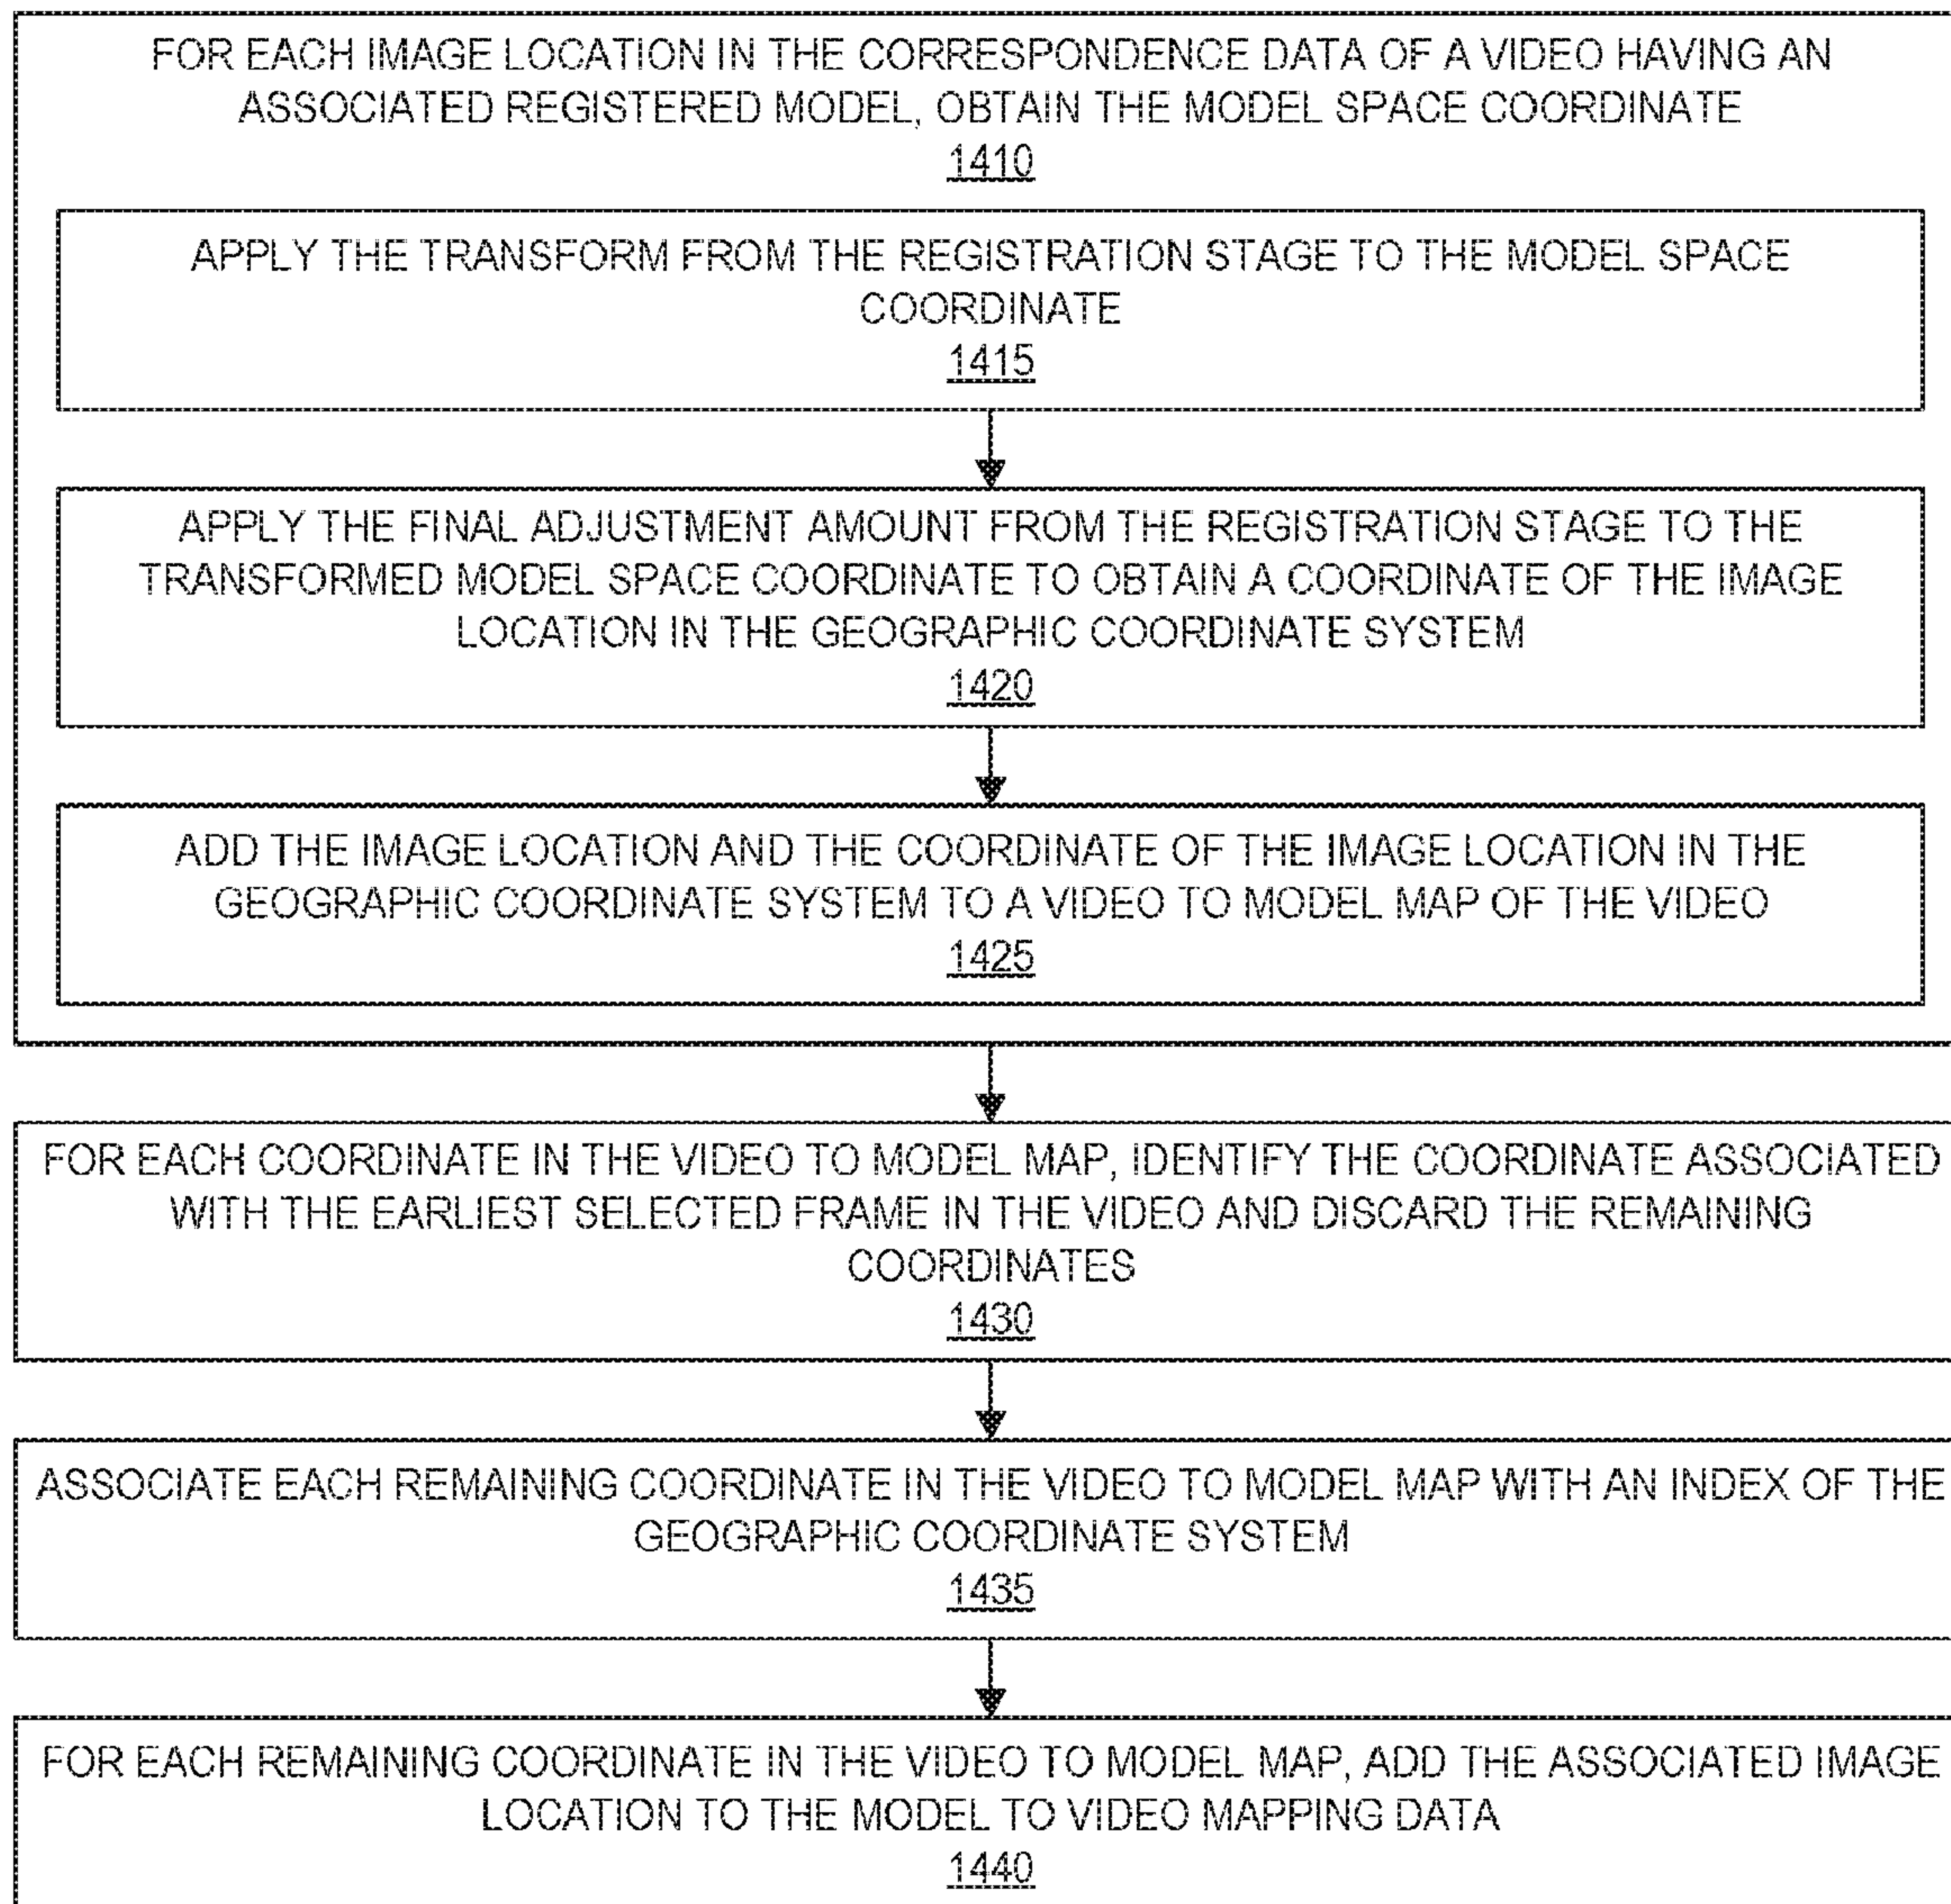 FOR EACH IMAGE LOCATION IN THE CORRESPONDENCE DATA OF A VIDEO HAVING AN
ASSOCIATED REGISTERED MODEL, OBTAIN THE MODEL SPACE COORDINATE
1410
APPLY THE TRANSFORM FROM THE REGISTRATION STAGE TO THE MODEL SPACE
COORDINATE
1415
APPLY THE FINAL ADJUSTMENT AMOUNT FROM THE REGISTRATION STAGE TO THE
TRANSFORMED MODEL SPACE COORDINATE TO OBTAIN A COORDINATE OF THE IMAGE
LOCATION IN THE GEOGRAPHIC COORDINATE SYSTEM
1420
ADD THE IMAGE LOCATION AND THE COORDINATE OF THE IMAGE LOCATION IN THE
GEOGRAPHIC COORDINATE SYSTEM TO A VIDEO TO MODEL MAP OF THE VIDEO
1425
FOR EACH COORDINATE IN THE VIDEO TO MODEL MAP, IDENTIFY THE COORDINATE ASSOCIATED
WITH THE EARLIEST SELECTED FRAME IN THE VIDEO AND DISCARD THE REMAINING
COORDINATES
1430
ASSOCIATE EACH REMAINING COORDINATE IN THE VIDEO TO MODEL MAP WITH AN INDEX OF THE
GEOGRAPHIC COORDINATE SYSTEM
1435
FOR EACH REMAINING COORDINATE IN THE VIDEO TO MODEL MAP, ADD THE ASSOCIATED IMAGE
LOCATION TO THE MODEL TO VIDEO MAPPING DATA
1440